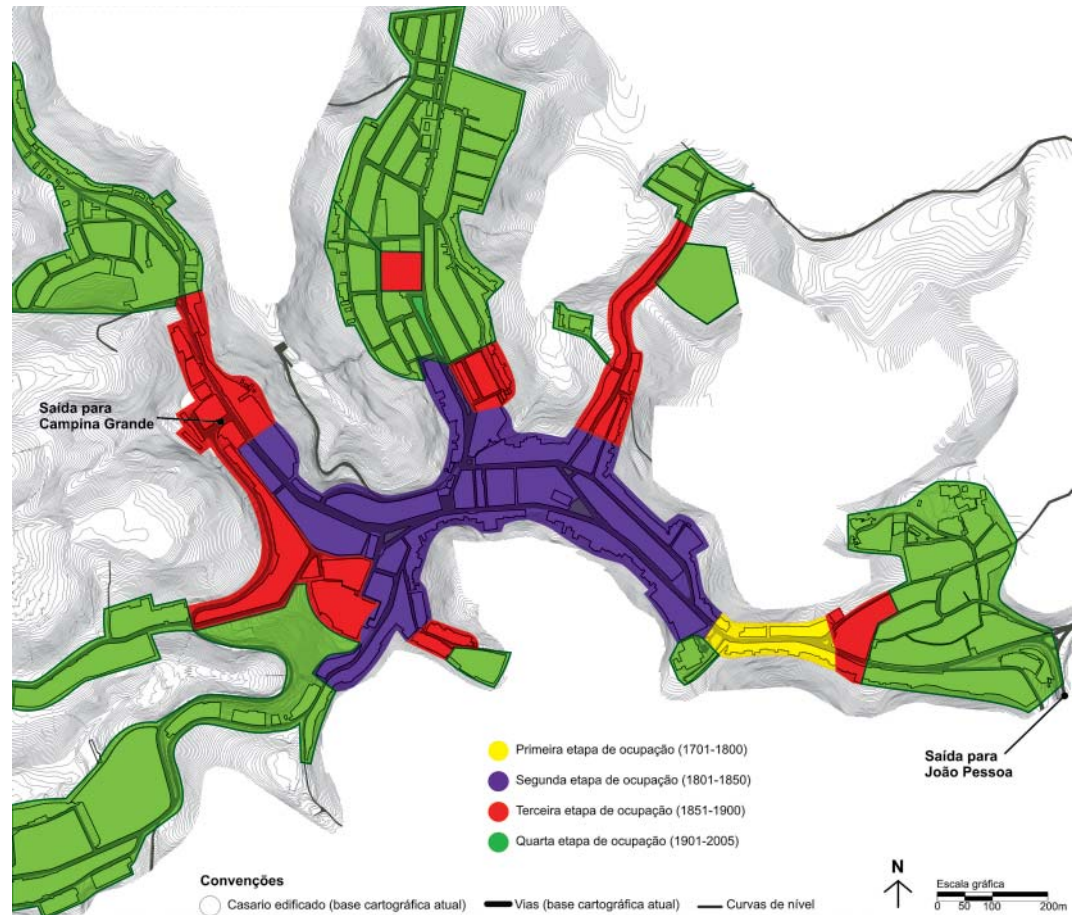 Saída para
Campina Grande
Saída para
João Pessoa
Primeira etapa de ocupação (1701-1800)
Segunda etapa de ocupação (1801-1850)
Terceira etapa de ocupação (1851-1900)
Quarta etapa de ocupação (1901-2005)
Convenções
Casario edificado (base cartográfica atual) Vias (base cartográfica atual) Curvas de nível
N
Escala gráfica
0 50 100 200m